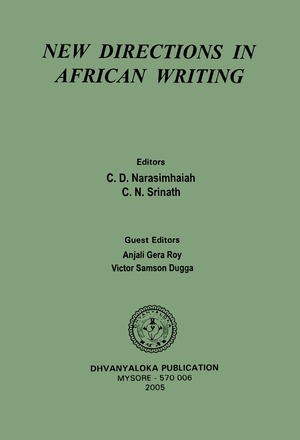 NEW DIRECTIONS IN
AFRICAN WRITING
Editors
C. D. Narasimhaiah
C. N. Srinath
Guest Editors
Anjali Gera Roy
Victor Samson Dugga
DHVANYALOKA PUBLICATION
MYSORE - 570 006
2005